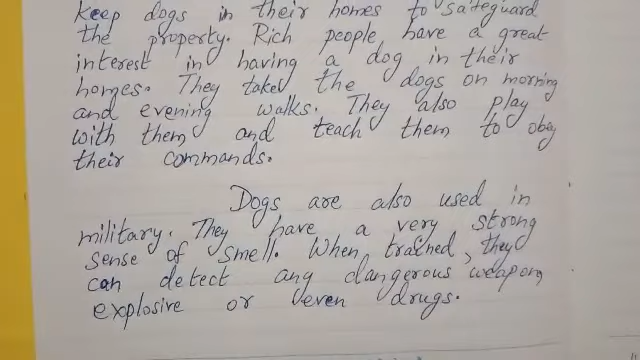 keep dogs in their homes to safeguard
the property. Rich people have a great
interest in having a dog in their
homes. They take the dogs on morning
and evening walks. They also play
with them and teach them to obey
their commands.
Dogs are also used in
military. They have a very strong
sense of smell. When trained, they
can detect any dangerous weapon,
explosive or even drugs.